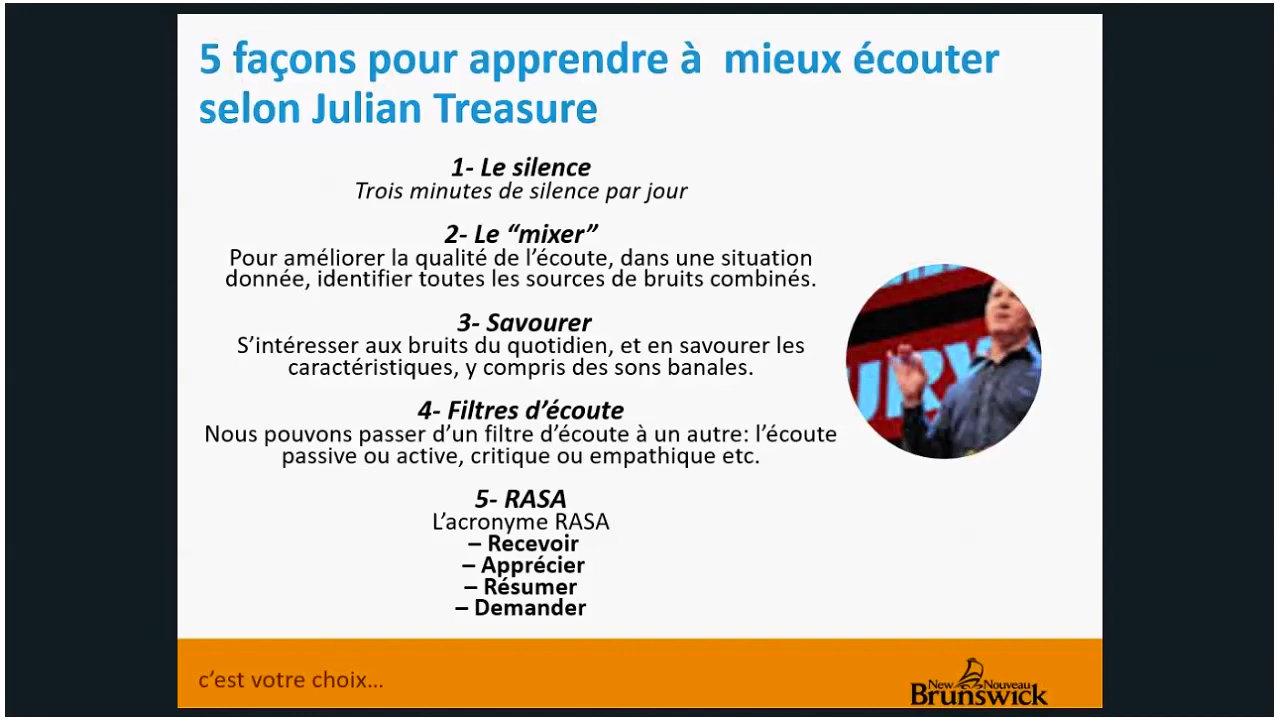 5 façons pour apprendre à mieux écouter
selon Julian Treasure
1- Le silence
Trois minutes de silence par jour
2- Le “mixer”
Pour améliorer la qualité de l’écoute, dans une situation
donnée, identifier toutes les sources de bruits combinés.
3- Savourer
S’intéresser aux bruits du quotidien, et en savourer les
caractéristiques, y compris des sons banales.
4- Filtres d’écoute
Nous pouvons passer d’un filtre d’écoute à un autre: l’écoute
passive ou active, critique ou empathique etc.
5- RASA
L’acronyme RASA
– Recevoir
– Apprécier
– Résumer
– Demander
c’est votre choix…
New Nouveau
Brunswick